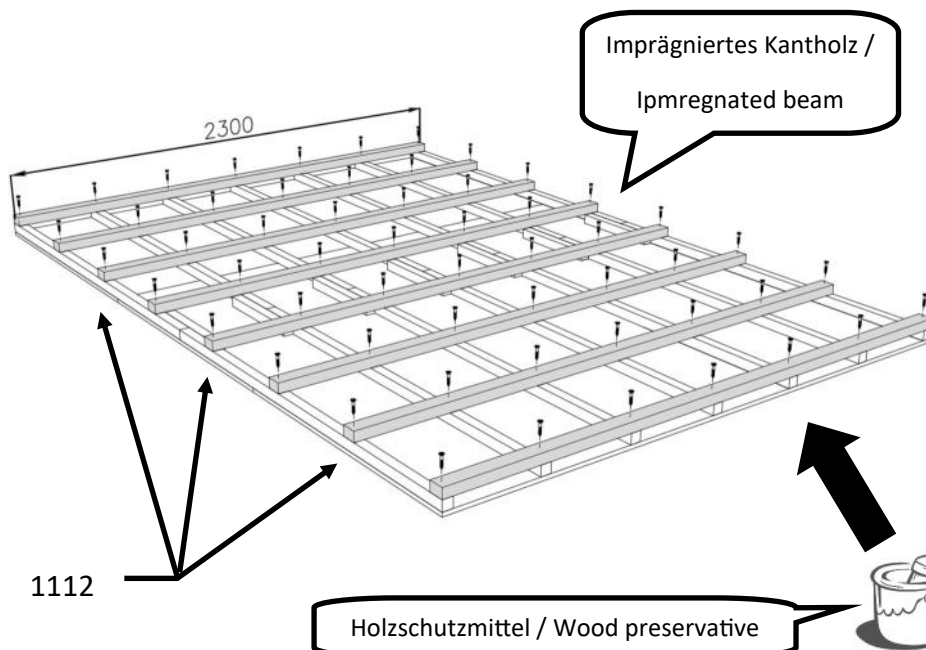 Imprägniertes Kantholz /
Ipmregnated beam
2300
1112
Holzschutzmittel / Wood preservative